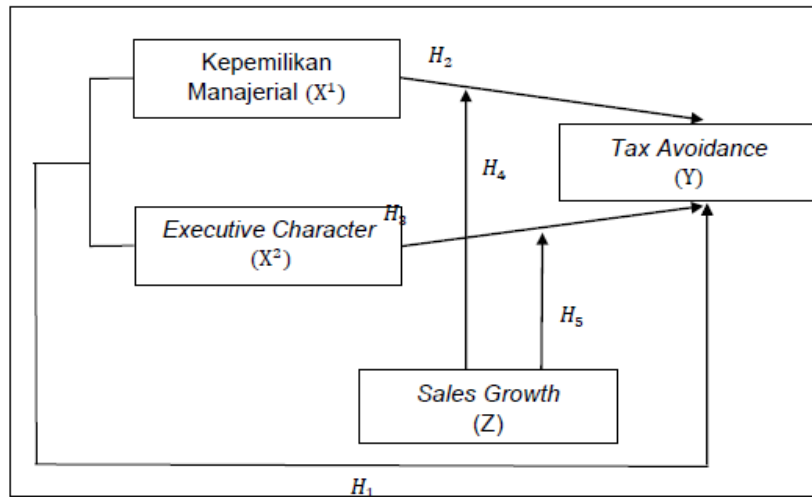 Kepemilikan
Manajerial (X¹)
H₂
Tax Avoidance
(Y)
H₄
H₃
Executive Character
(X²)
H₅
Sales Growth
(Z)
H₁